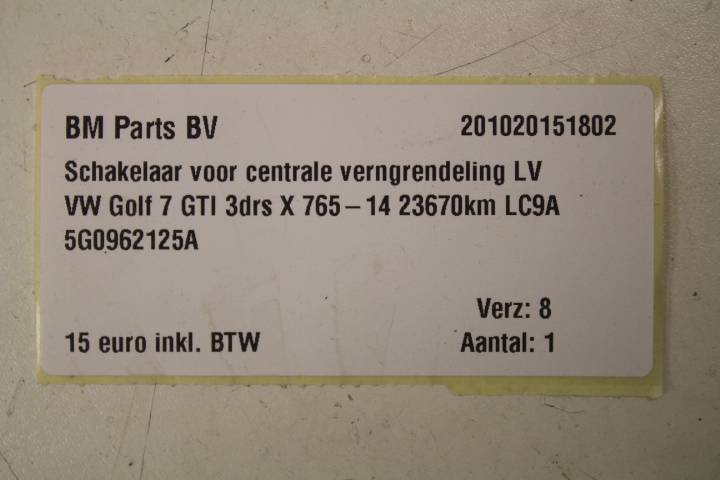 BM Parts BV 201020151802
Schakelaar voor centrale verngrendeling LV
VW Golf 7 GTI 3drs X 765-14 23670km LC9A
5G0962125A
Verz: 8
15 euro inkl. BTW Aantal: 1